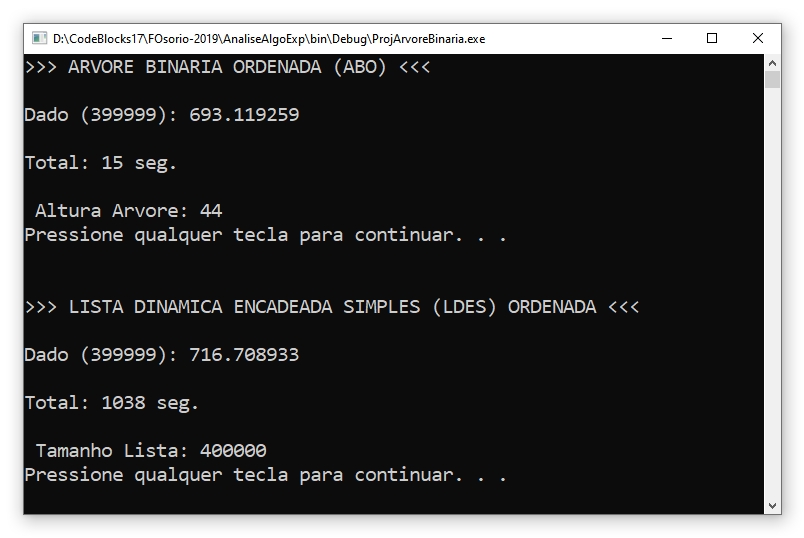 D:\CodeBlocks17\FOsorio-2019\AnaliseAlgoExp\bin\Debug\ProjArvoreBinaria.exe
>>> ARVORE BINARIA ORDENADA (ABO) <<<
Dado (399999): 693.119259
Total: 15 seg.
Altura Arvore: 44
Pressione qualquer tecla para continuar. . .
>>> LISTA DINAMICA ENCADEADA SIMPLES (LDES) ORDENADA <<<
Dado (399999): 716.708933
Total: 1038 seg.
Tamanho Lista: 400000
Pressione qualquer tecla para continuar. . .